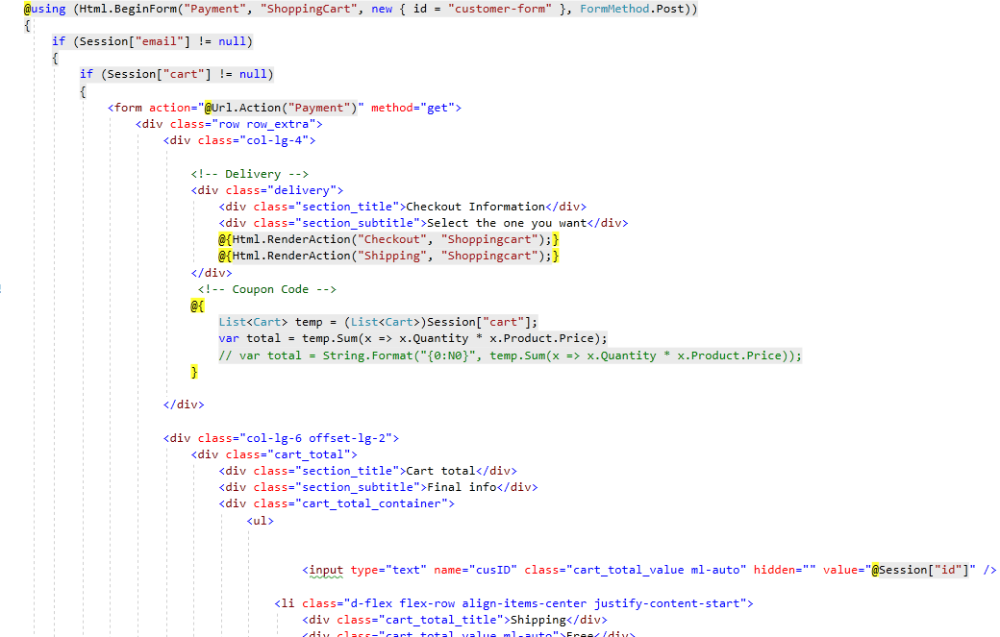 @using (Html.BeginForm("Payment", "ShoppingCart", new { id = "customer-form" }, FormMethod.Post))
{
if (Session["email"] != null)
{
if (Session["cart"] != null)
{
<form action="@Url.Action("Payment")" method="get">
<div class="row row_extra">
<div class="col-lg-4">
<!-- Delivery -->
<div class="delivery">
<div class="section_title">Checkout Information</div>
<div class="section_subtitle">Select the one you want</div>
@{Html.RenderAction("Checkout", "Shoppingcart");}
@{Html.RenderAction("Shipping", "Shoppingcart");}
</div>
<!-- Coupon Code -->
@{
List<Cart> temp = (List<Cart>)Session["cart"];
var total = temp.Sum(x => x.Quantity * x.Product.Price);
// var total = String.Format("{0:N0}", temp.Sum(x => x.Quantity * x.Product.Price));
}
</div>
<div class="col-lg-6 offset-lg-2">
<div class="cart_total">
<div class="section_title">Cart total</div>
<div class="section_subtitle">Final info</div>
<div class="cart_total_container">
<ul>
<input type="text" name="cusID" class="cart_total_value ml-auto" hidden="" value="@Session["id"]" />
<li class="d-flex flex-row align-items-center justify-content-start">
<div class="cart_total_title">Shipping</div>
<div class="cart_total_value ml-auto">Free</div>